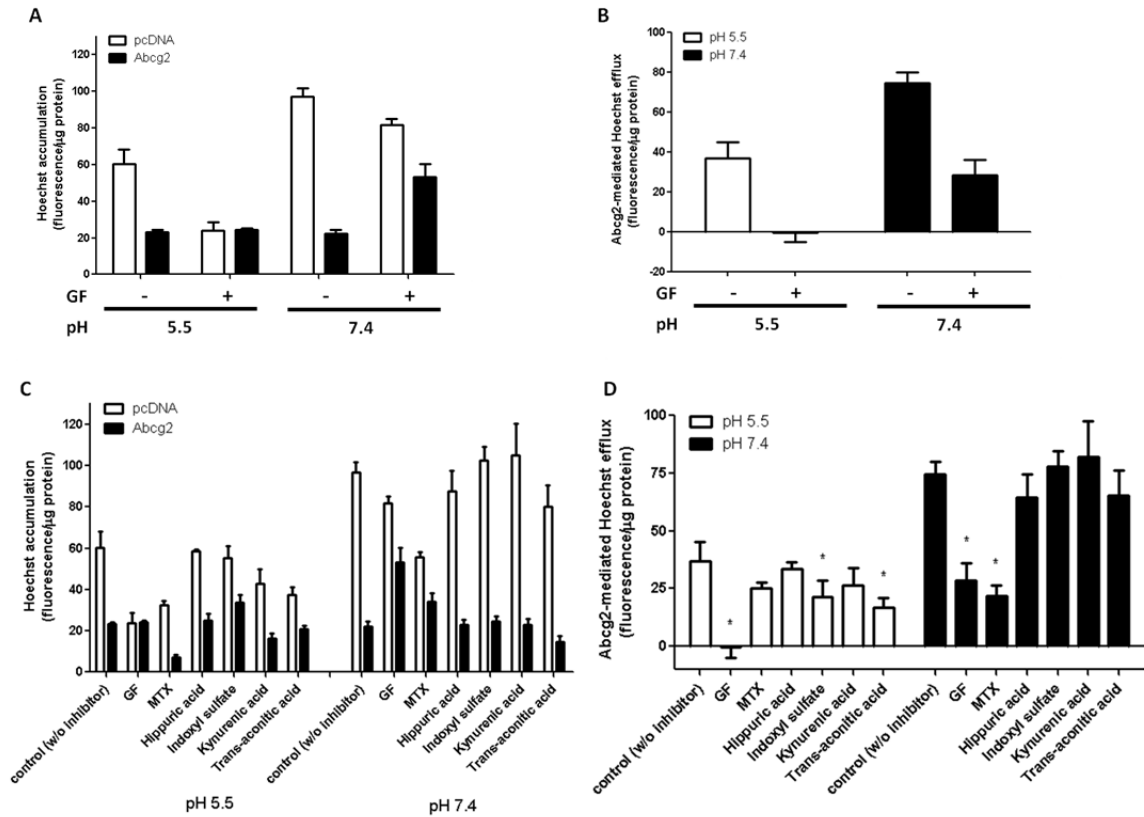 A
pcDNA
Abcg2
Hoechst accumulation
(fluorescence/µg protein)
120
100
80
60
40
20
0
GF - + - +
pH 5.5 7.4
B
pH 5.5
pH 7.4
Abcg2-mediated Hoechst efflux
(fluorescence/µg protein)
100
80
60
40
20
0
-20
GF - + - +
pH 5.5 7.4
C
pcDNA
Abcg2
Hoechst accumulation
(fluorescence/µg protein)
120
100
80
60
40
20
0
control (w/o inhibitor)
GF
MTX
Hippuric acid
Indoxyl sulfate
Kynurenic acid
Trans-aconitic acid
control (w/o inhibitor)
GF
MTX
Hippuric acid
Indoxyl sulfate
Kynurenic acid
Trans-aconitic acid
pH 5.5 pH 7.4
D
pH 5.5
pH 7.4
Abcg2-mediated Hoechst efflux
(fluorescence/µg protein)
100
75
50
25
0
* * * * *
control (w/o inhibitor)
GF
MTX
Hippuric acid
Indoxyl sulfate
Kynurenic acid
Trans-aconitic acid
control (w/o inhibitor)
GF
MTX
Hippuric acid
Indoxyl sulfate
Kynurenic acid
Trans-aconitic acid